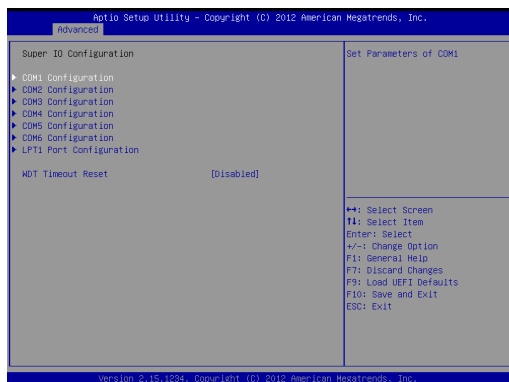 Aptio Setup Utility – Copyright (C) 2012 American Megatrends, Inc.
Advanced
Super IO Configuration
COM1 Configuration
COM2 Configuration
COM3 Configuration
COM4 Configuration
COM5 Configuration
COM6 Configuration
LPT1 Port Configuration
WDT Timeout Reset [Disabled]
Set Parameters of COM1
↔: Select Screen
↑↓: Select Item
Enter: Select
+/-: Change Option
F1: General Help
F7: Discard Changes
F9: Load UEFI Defaults
F10: Save and Exit
ESC: Exit
Version 2.15.1234. Copyright (C) 2012 American Megatrends, Inc.